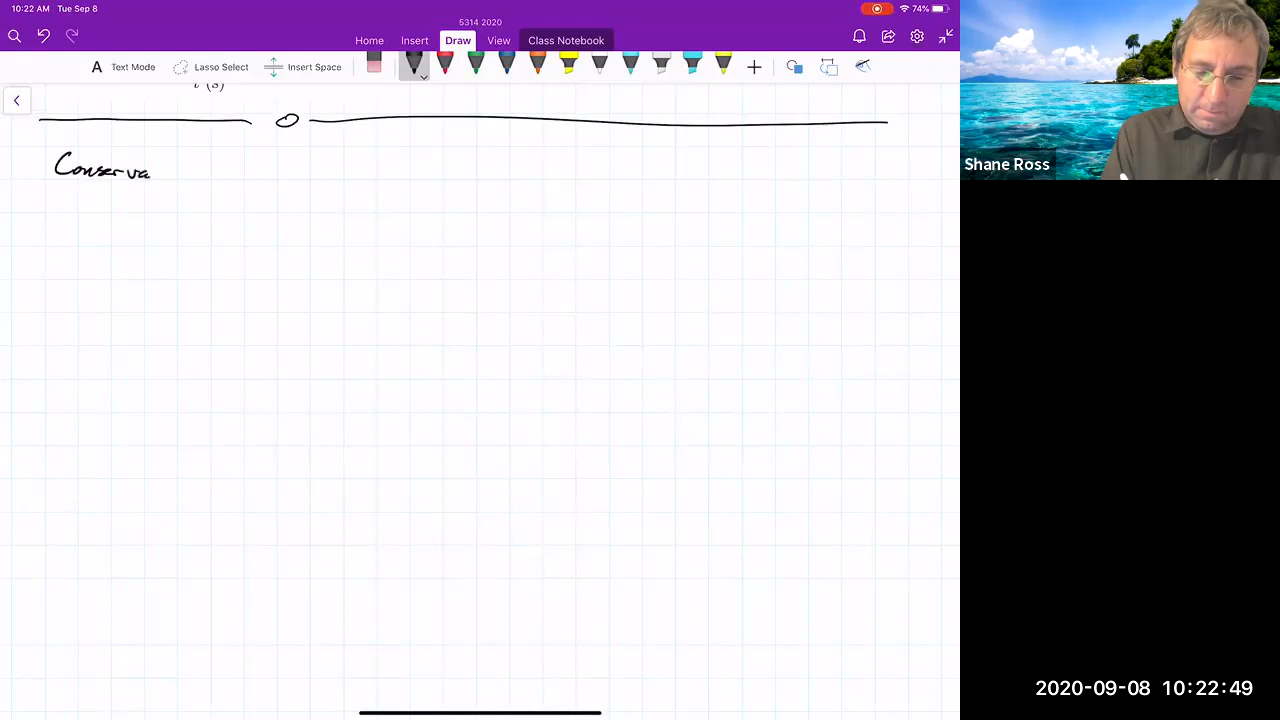 10:22 AM Tue Sep 8
74%
5314 2020
Home Insert Draw View Class Notebook
A Text Mode Lasso Select Insert Space
Conserva
Shane Ross
2020-09-08 10:22:49